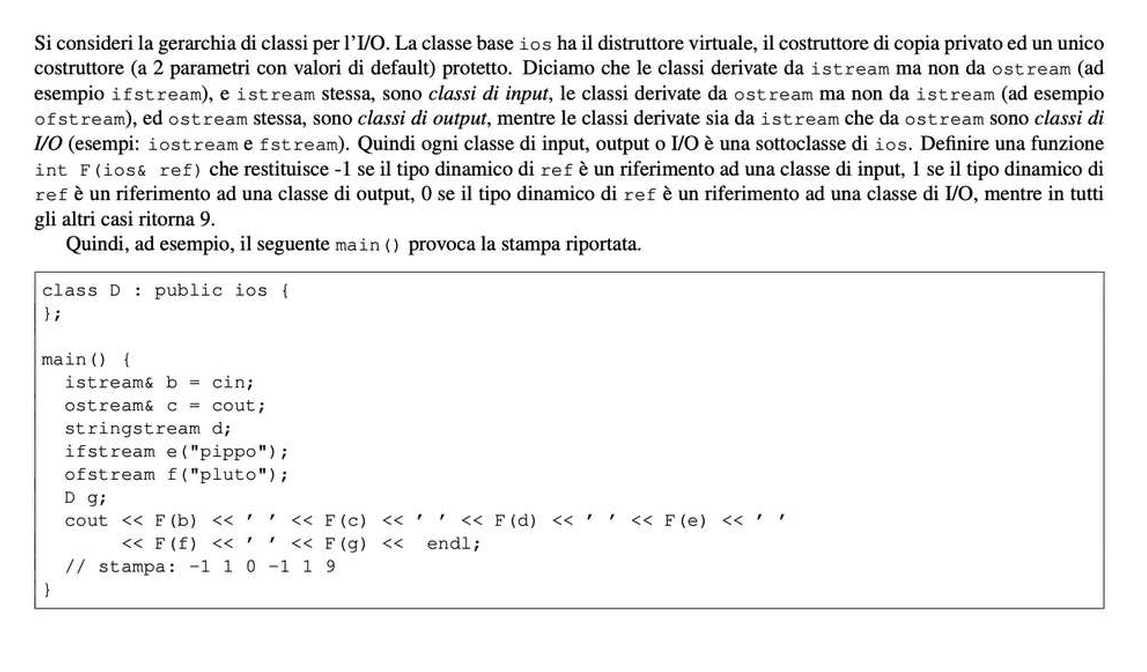 Si consideri la gerarchia di classi per l'I/O. La classe base ios ha il distruttore virtuale, il costruttore di copia privato ed un unico
costruttore (a 2 parametri con valori di default) protetto. Diciamo che le classi derivate da istream ma non da ostream (ad
esempio ifstream), e istream stessa, sono classi di input, le classi derivate da ostream ma non da istream (ad esempio
ofstream), ed ostream stessa, sono classi di output, mentre le classi derivate sia da istream che da ostream sono classi di
I/O (esempi: iostream e fstream). Quindi ogni classe di input, output o I/O è una sottoclasse di ios. Definire una funzione
int F(ios& ref) che restituisce -1 se il tipo dinamico di ref è un riferimento ad una classe di input, 1 se il tipo dinamico di
ref è un riferimento ad una classe di output, 0 se il tipo dinamico di ref è un riferimento ad una classe di I/O, mentre in tutti
gli altri casi ritorna 9.
Quindi, ad esempio, il seguente main() provoca la stampa riportata.
class D : public ios {
};
main() {
istream& b = cin;
ostream& c = cout;
stringstream d;
ifstream e("pippo");
ofstream f("pluto");
D g;
cout << F(b) << ' ' << F(c) << ' ' << F(d) << ' ' << F(e) << ' '
<< F(f) << ' ' << F(g) << endl;
// stampa: -1 1 0 -1 1 9
}